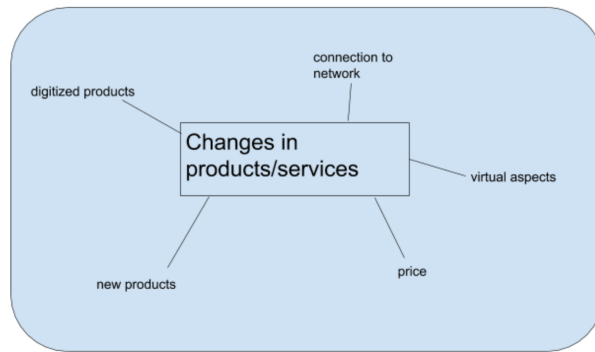 connection to
network
digitized products
Changes in
products/services
virtual aspects
price
new products